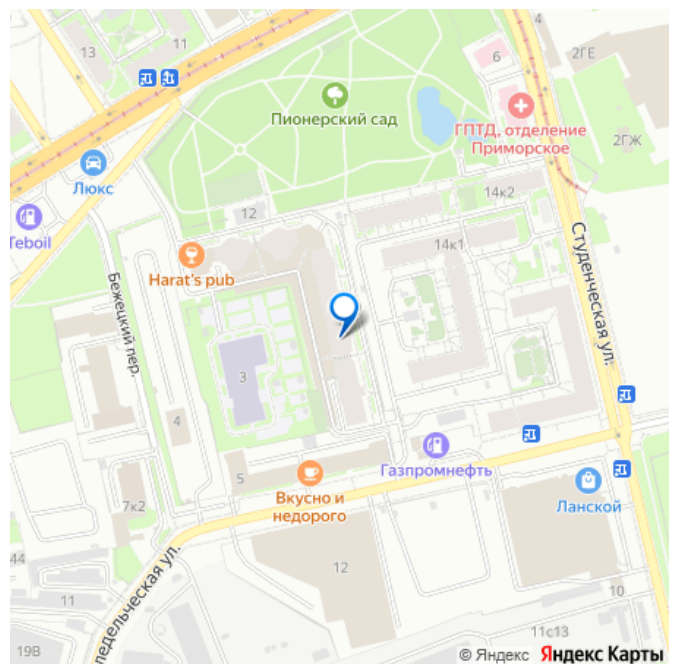 4
11
13
6
2ГЕ
Пионерский сад
ГПТД, отделение
Приморское
2ГЖ
Люкс
14к2
12
Teboil
14к1
Harat's pub
Студенческая ул.
Бежецкий пер.
3
4
Газпромнефть
5
Вкусно и
недорого
Ланской
7к2
44
12
ледельческая ул.
10
11
11с13
19В
© Яндекс Яндекс Карты